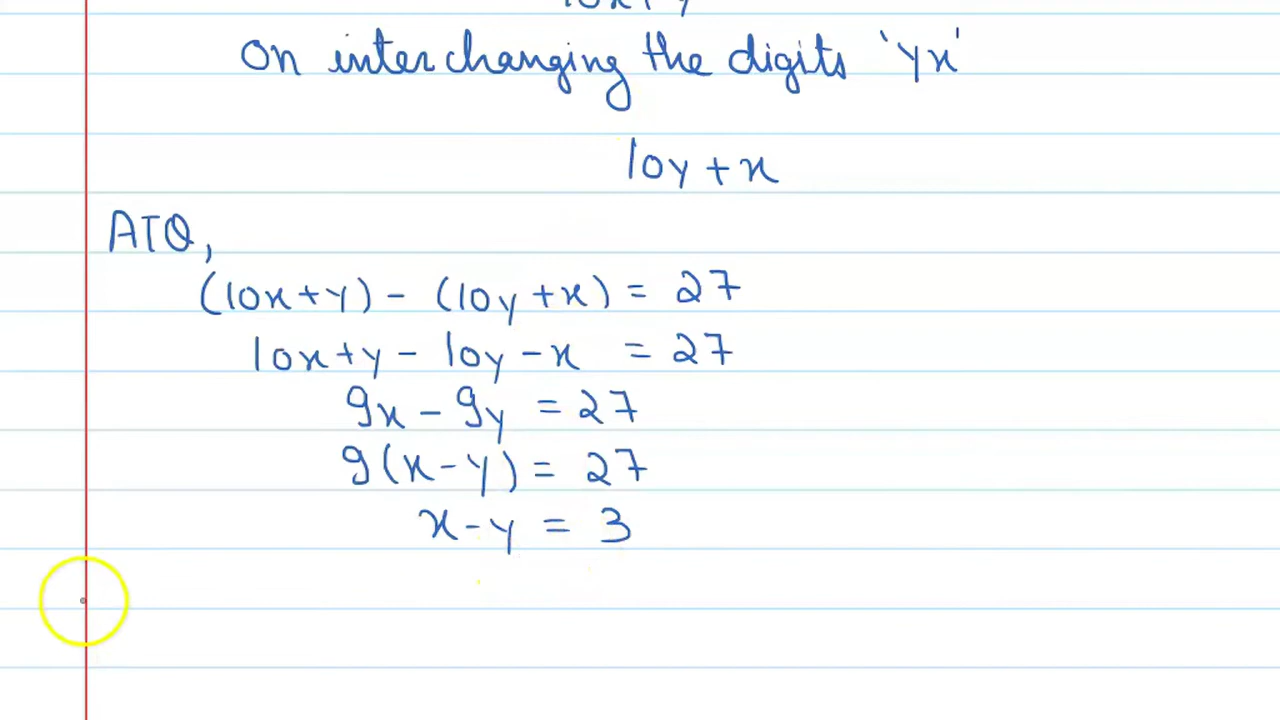 10x+y
On interchanging the digits 'yx'
10y + x
ATQ,
(10x+y) - (10y+x) = 27
10x+y - 10y - x = 27
9x - 9y = 27
9(x-y) = 27
x-y = 3